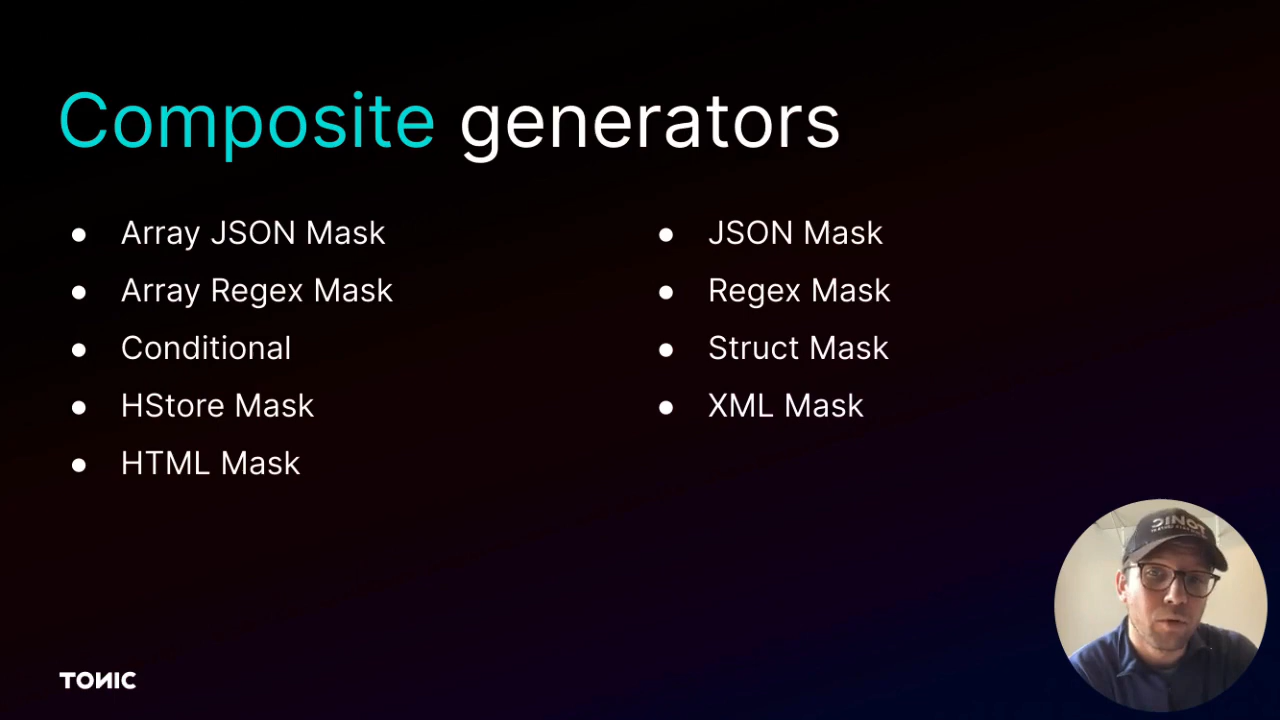 Composite generators
● Array JSON Mask
● Array Regex Mask
● Conditional
● HStore Mask
● HTML Mask
● JSON Mask
● Regex Mask
● Struct Mask
● XML Mask
TONIC
TONIC